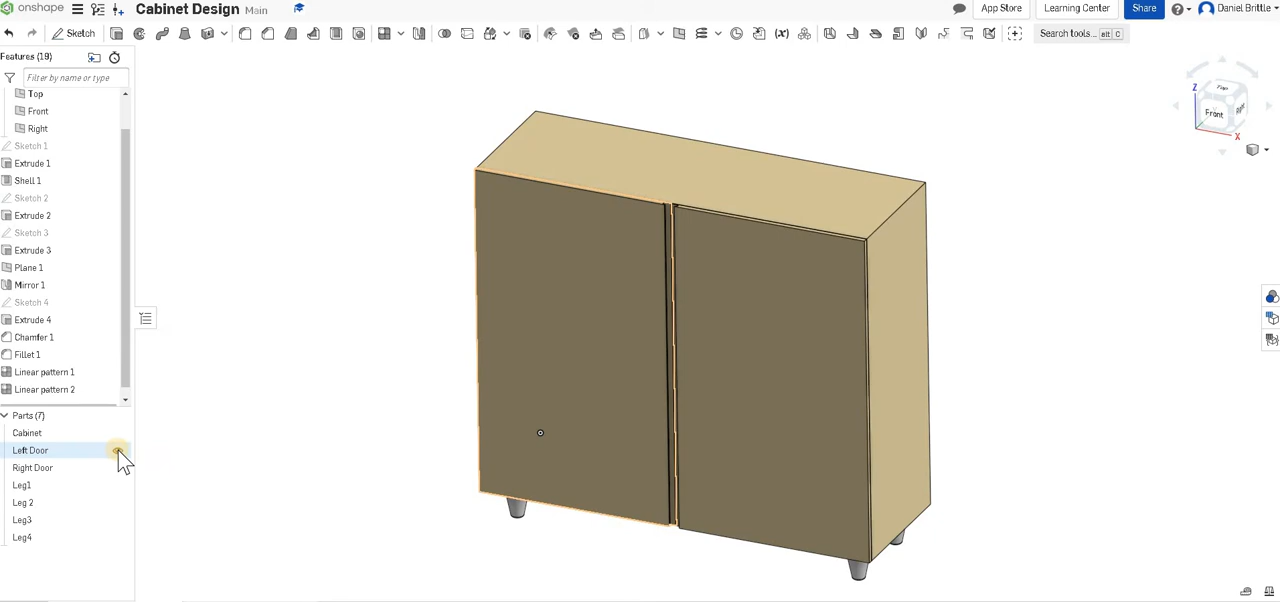 onshape Cabinet Design Main App Store Learning Center Share Daniel Brittle
Sketch Search tools... alt C
Features (19)
Filter by name or type
Top
Front
Right
Sketch 1
Extrude 1
Shell 1
Sketch 2
Extrude 2
Sketch 3
Extrude 3
Plane 1
Mirror 1
Sketch 4
Extrude 4
Chamfer 1
Fillet 1
Linear pattern 1
Linear pattern 2
Parts (7)
Cabinet
Left Door
Right Door
Leg1
Leg 2
Leg3
Leg4
Z
Front
X